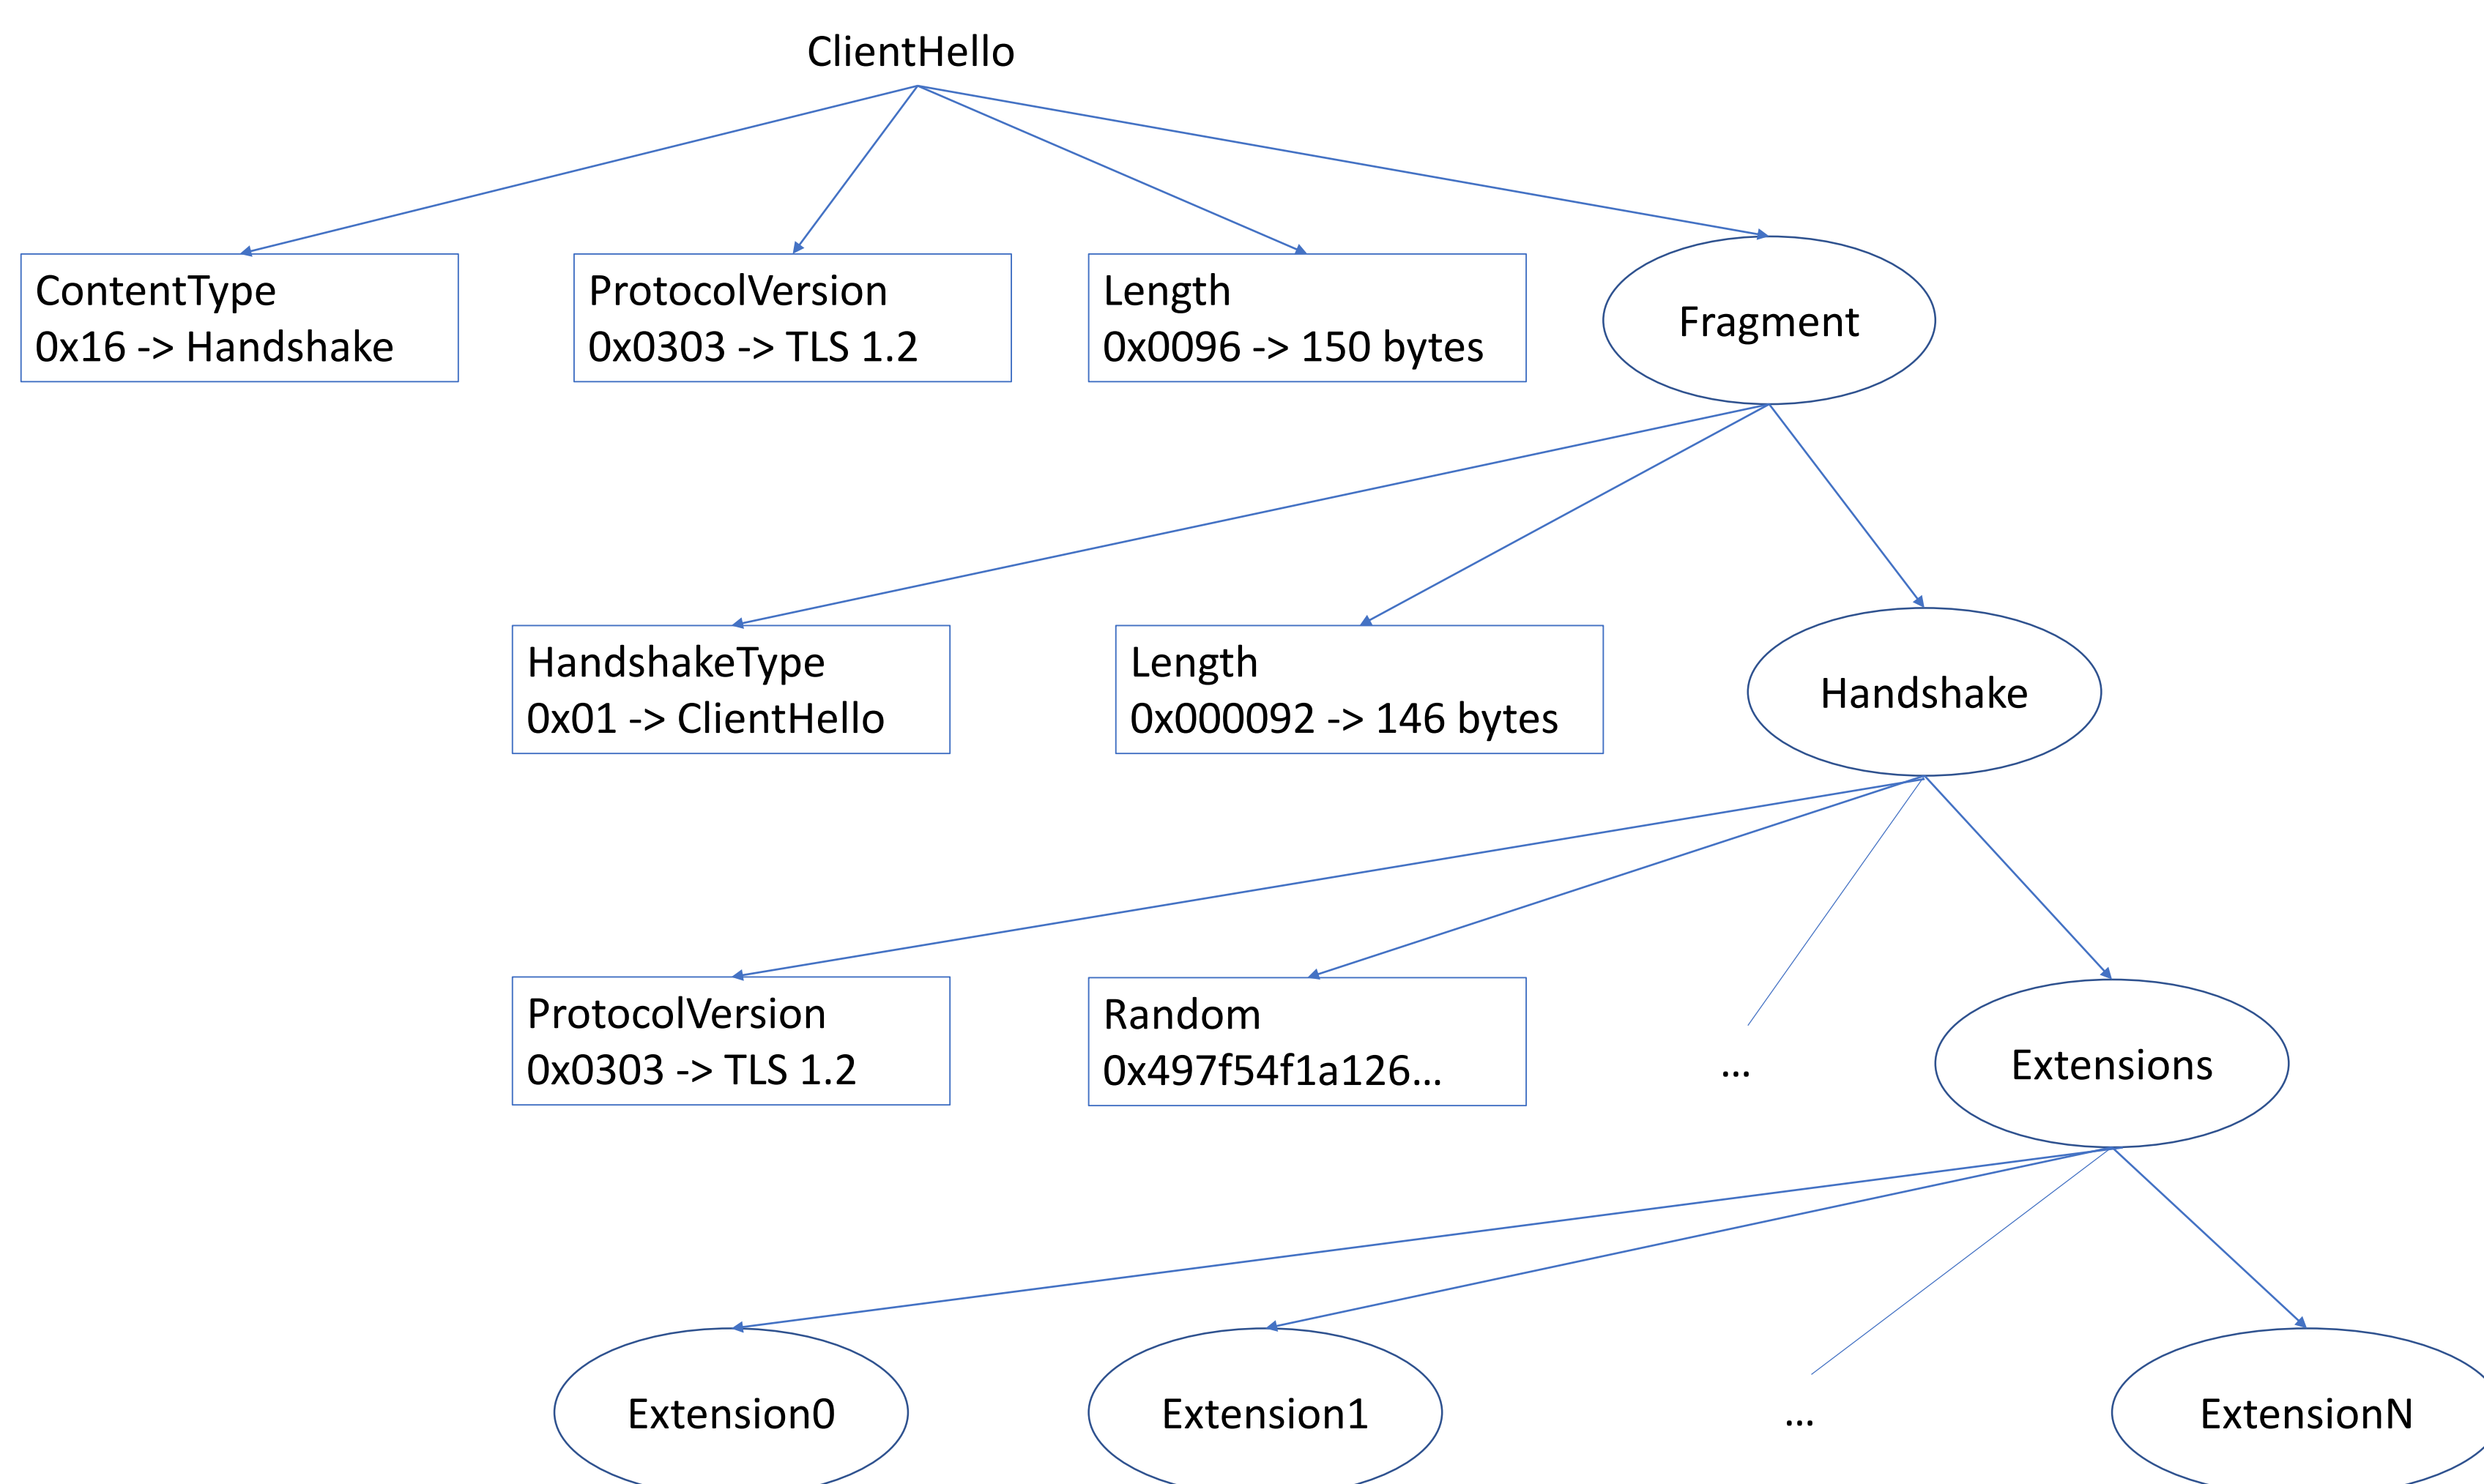 ClientHello
ContentType
0x16 -> Handshake
ProtocolVersion
0x0303 -> TLS 1.2
Length
0x0096 -> 150 bytes
Fragment
HandshakeType
0x01 -> ClientHello
Length
0x000092 -> 146 bytes
Handshake
ProtocolVersion
0x0303 -> TLS 1.2
Random
0x497f54f1a126...
...
Extensions
Extension0
Extension1
...
ExtensionN